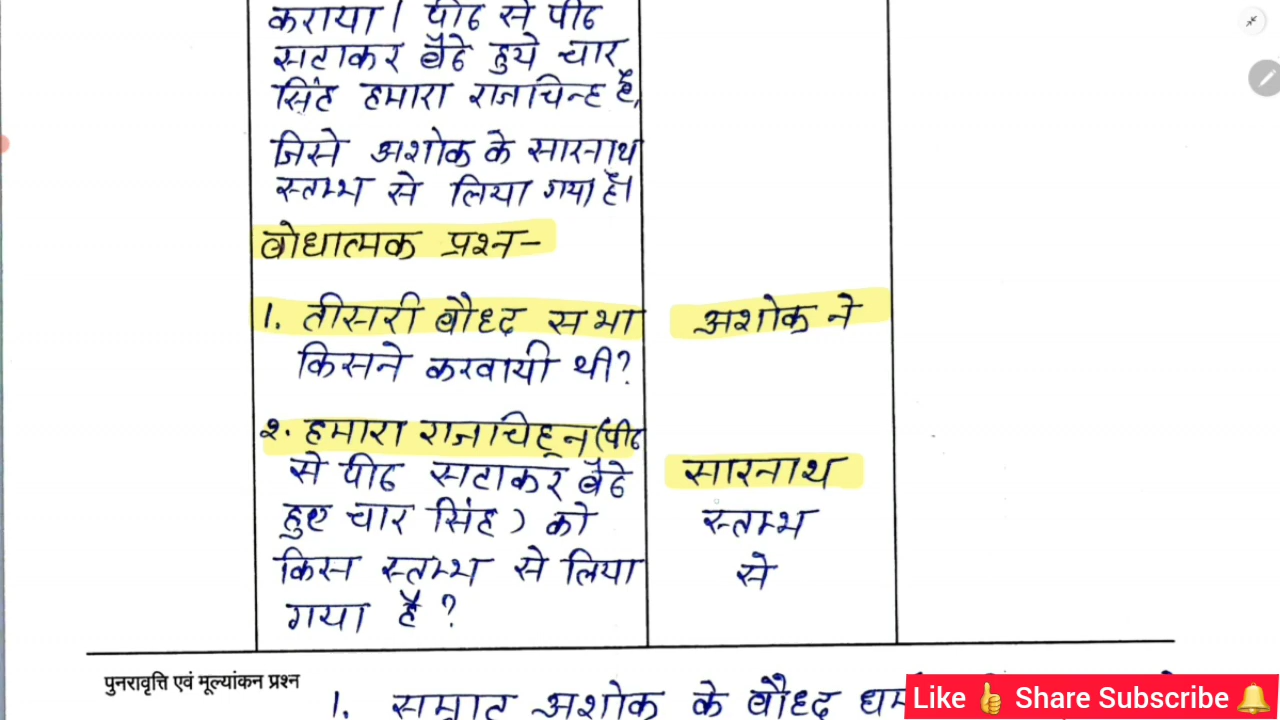 कराया। पीठ से पीठ
सटाकर बैठे हुये चार
सिंह हमारा राजचिन्ह है,
जिसे अशोक के सारनाथ
स्तम्भ से लिया गया है।
बोधात्मक प्रश्न–
1. तीसरी बौध्द सभा
किसने करवायी थी?
अशोक ने
2. हमारा राजचिह्न (पीठ
से पीठ सटाकर बैठे
हुए चार सिंह) को
किस स्तम्भ से लिया
गया है?
सारनाथ
स्तम्भ
से
पुनरावृत्ति एवं मूल्यांकन प्रश्न
1. सम्राट अशोक के बौध्द धर्म
Like 👍 Share Subscribe 🔔